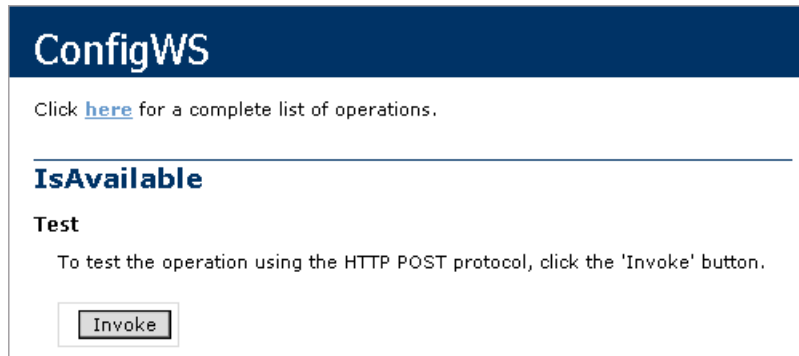 ConfigWS
Click here for a complete list of operations.
IsAvailable
Test
To test the operation using the HTTP POST protocol, click the 'Invoke' button.
Invoke